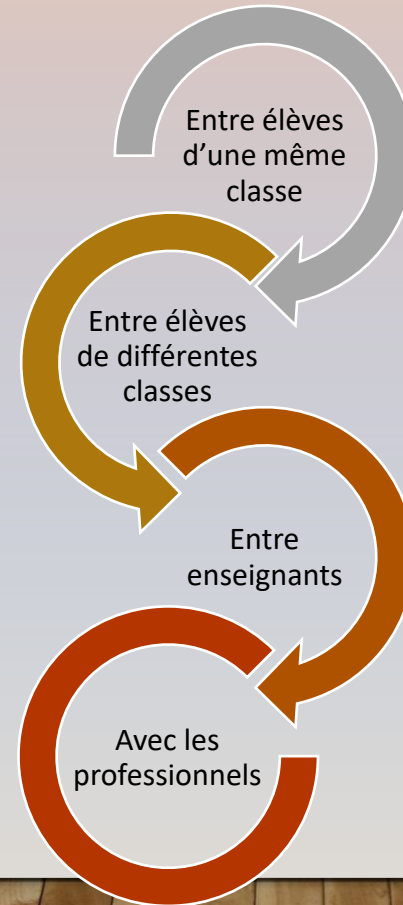 Entre élèves
d’une même
classe
Entre élèves
de différentes
classes
Entre
enseignants
Avec les
professionnels